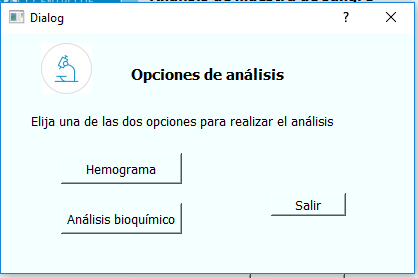 Dialog
Opciones de análisis
Elija una de las dos opciones para realizar el análisis
Hemograma
Salir
Análisis bioquímico